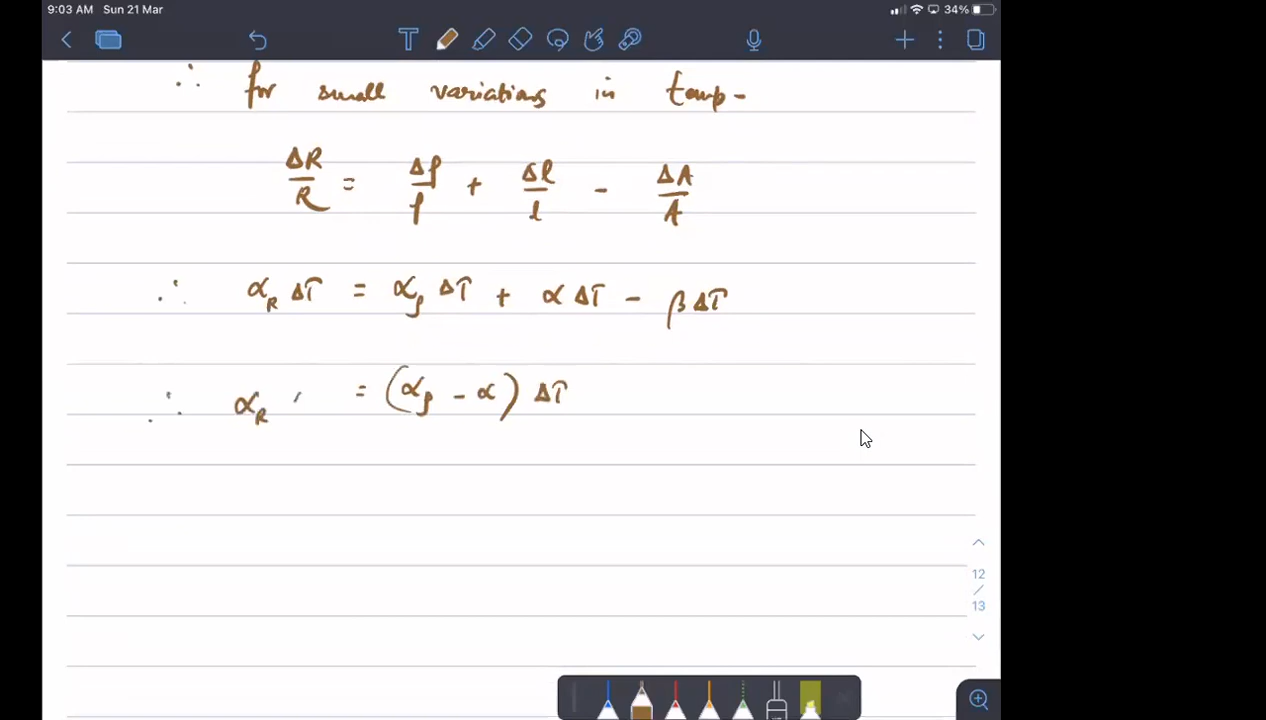 9:03 AM Sun 21 Mar
34%
T
∴ for small variations in temp-
ΔR/R = Δρ/ρ + Δl/l - ΔA/A
∴ α_R ΔT = α_ρ ΔT + α ΔT - β ΔT
∴ α_R = (α_ρ - α) ΔT
12
/
13